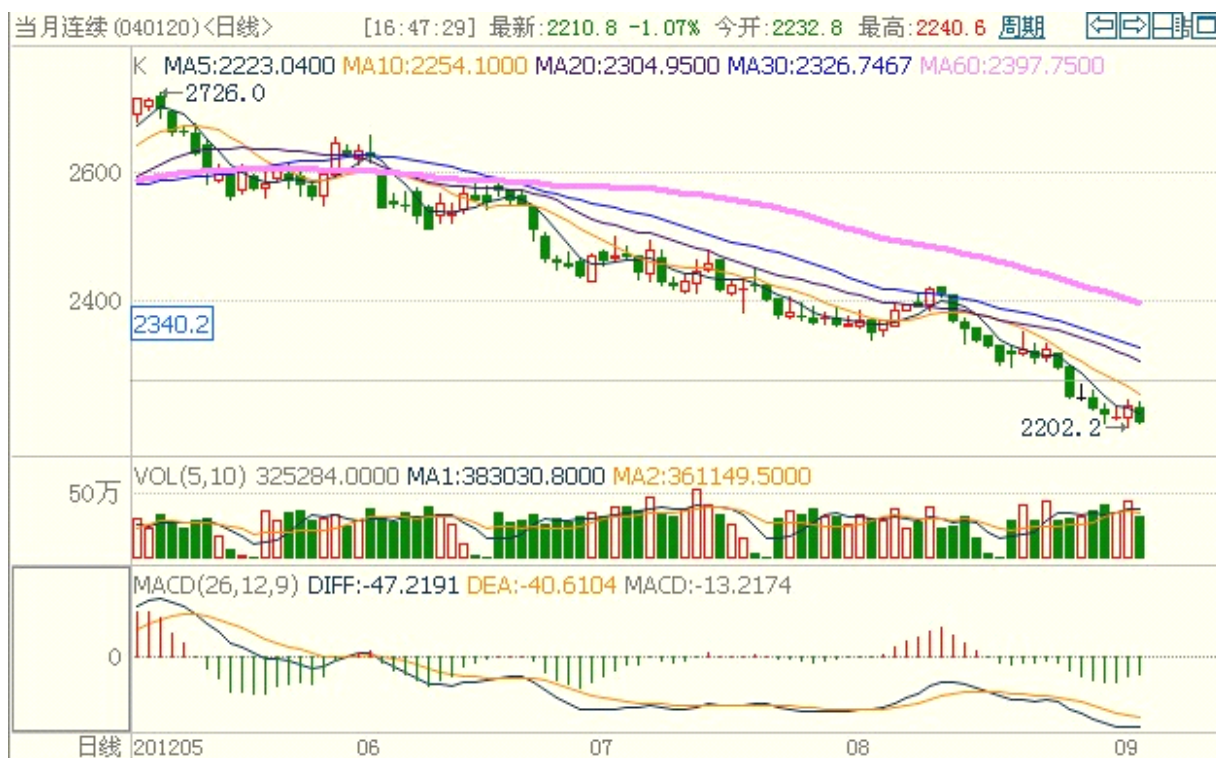 当月连续(040120)<日线> [16:47:29] 最新:2210.8 -1.07% 今开:2232.8 最高:2240.6 周期
K MA5:2223.0400 MA10:2254.1000 MA20:2304.9500 MA30:2326.7467 MA60:2397.7500
2726.0
2600
2400
2340.2
2202.2
VOL(5,10) 325284.0000 MA1:383030.8000 MA2:361149.5000
50万
MACD(26,12,9) DIFF:-47.2191 DEA:-40.6104 MACD:-13.2174
0
日线 201205 06 07 08 09